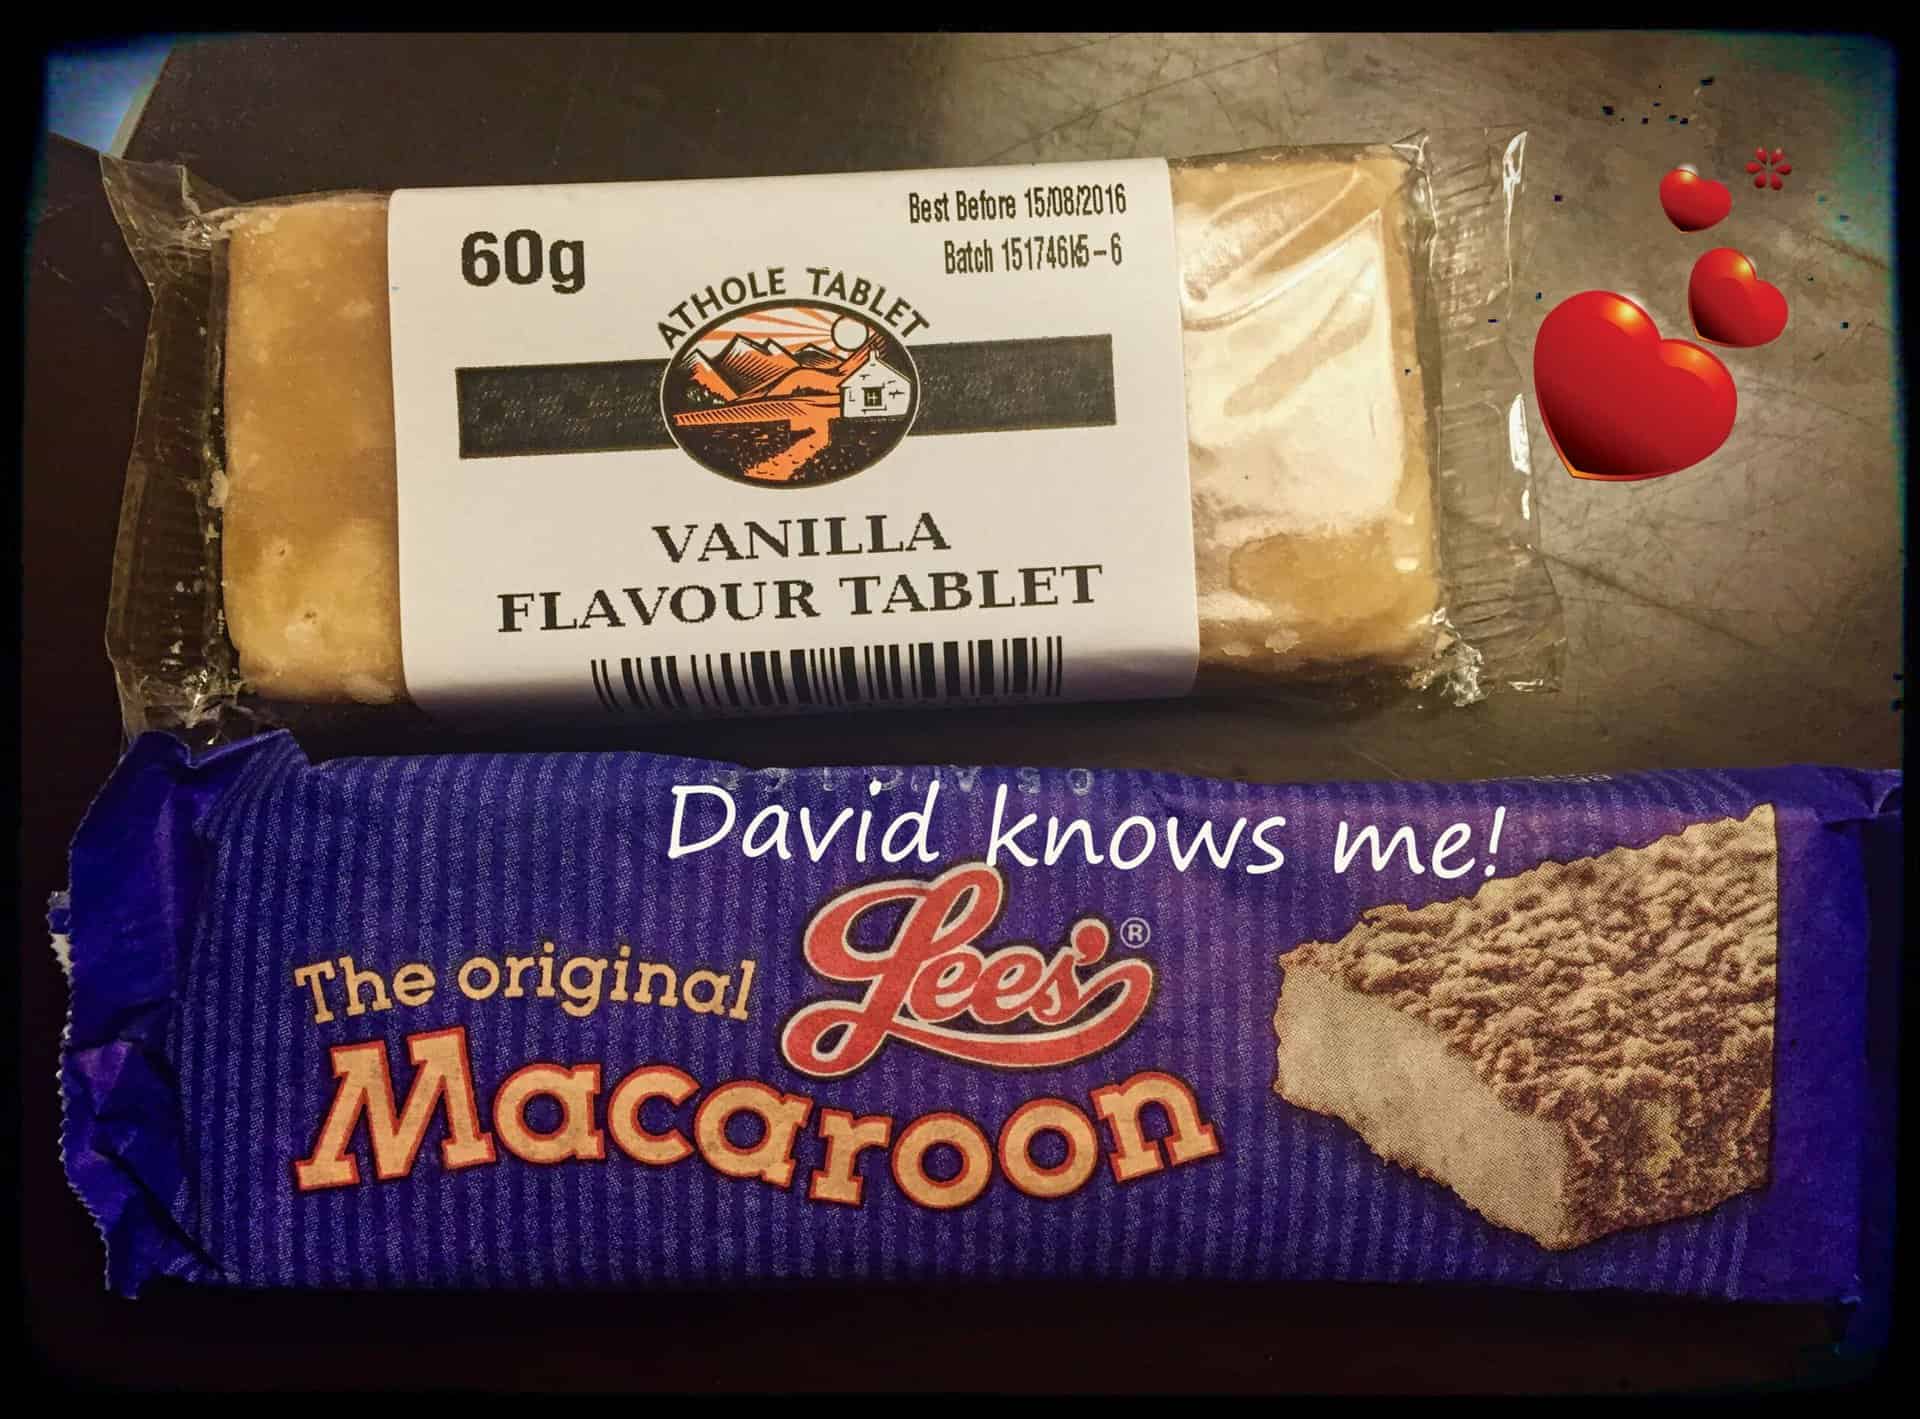 60g
Best Before 15/08/2016
Batch 151746k5-6
ATHOLE TABLET
VANILLA
FLAVOUR TABLET
David knows me!
The original Lees'®
Macaroon